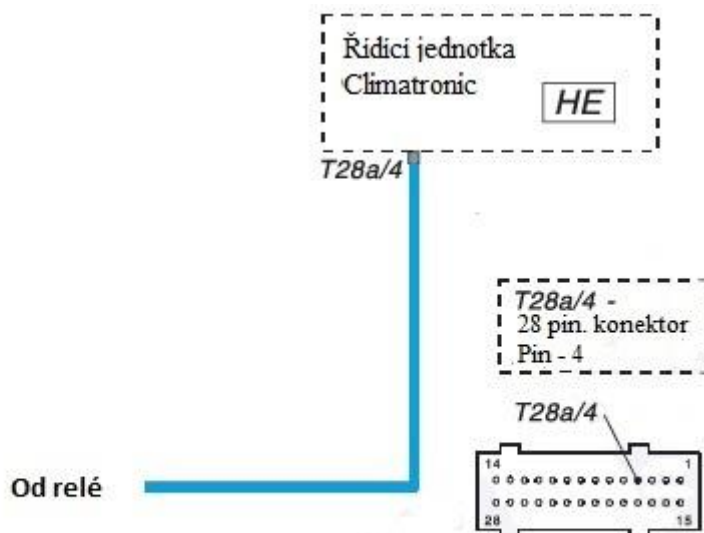 Řidici jednotka
Climatronic
HE
T28a/4
T28a/4 -
28 pin. konektor
Pin - 4
T28a/4
Od relé
14 1
28 15